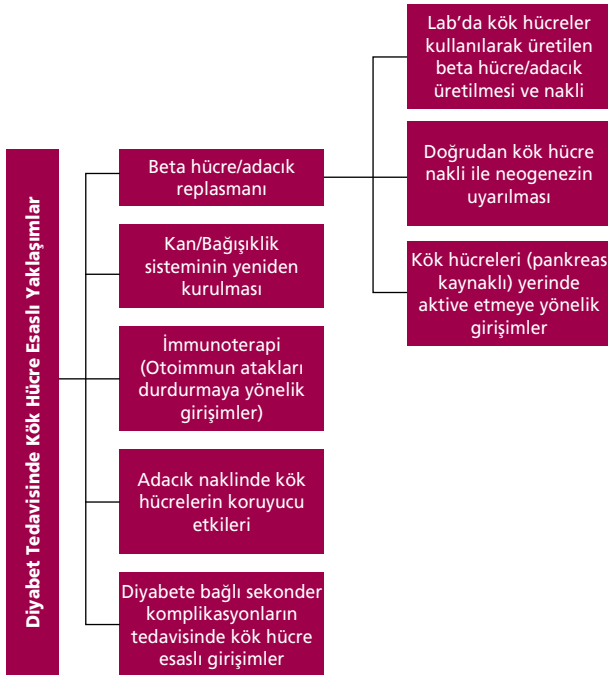 Diyabet Tedavisinde Kök Hücre Esaslı Yaklaşımlar
Beta hücre/adacık
replasmanı
Kan/Bağışıklik
sisteminin yeniden
kurulması
İmmunoterapi
(Otoimmun atakları
durdurmaya yönelik
girişimler)
Adacık naklinde kök
hücrelerin koruyucu
etkileri
Diyabete bağlı sekonder
komplikasyonların
tedavisinde kök hücre
esaslı girişimler
Lab’da kök hücreler
kullanılarak üretilen
beta hücre/adacık
üretilmesi ve nakli
Doğrudan kök hücre
nakli ile neogenezin
uyarılması
Kök hücreleri (pankreas
kaynaklı) yerinde
aktive etmeye yönelik
girişimler